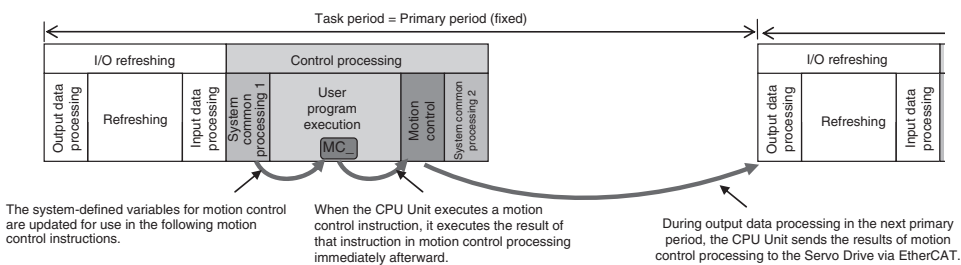 Task period = Primary period (fixed)
I/O refreshing
Control processing
I/O refreshing
Output data
processing
Refreshing
Input data
processing
System
common
processing 1
User
program
execution
MC_
Motion
control
System common
processing 2
Output data
processing
Refreshing
Input data
processing
The system-defined variables for motion control
are updated for use in the following motion
control instructions.
When the CPU Unit executes a motion
control instruction, it executes the result of
that instruction in motion control processing
immediately afterward.
During output data processing in the next primary
period, the CPU Unit sends the results of motion
control processing to the Servo Drive via EtherCAT.